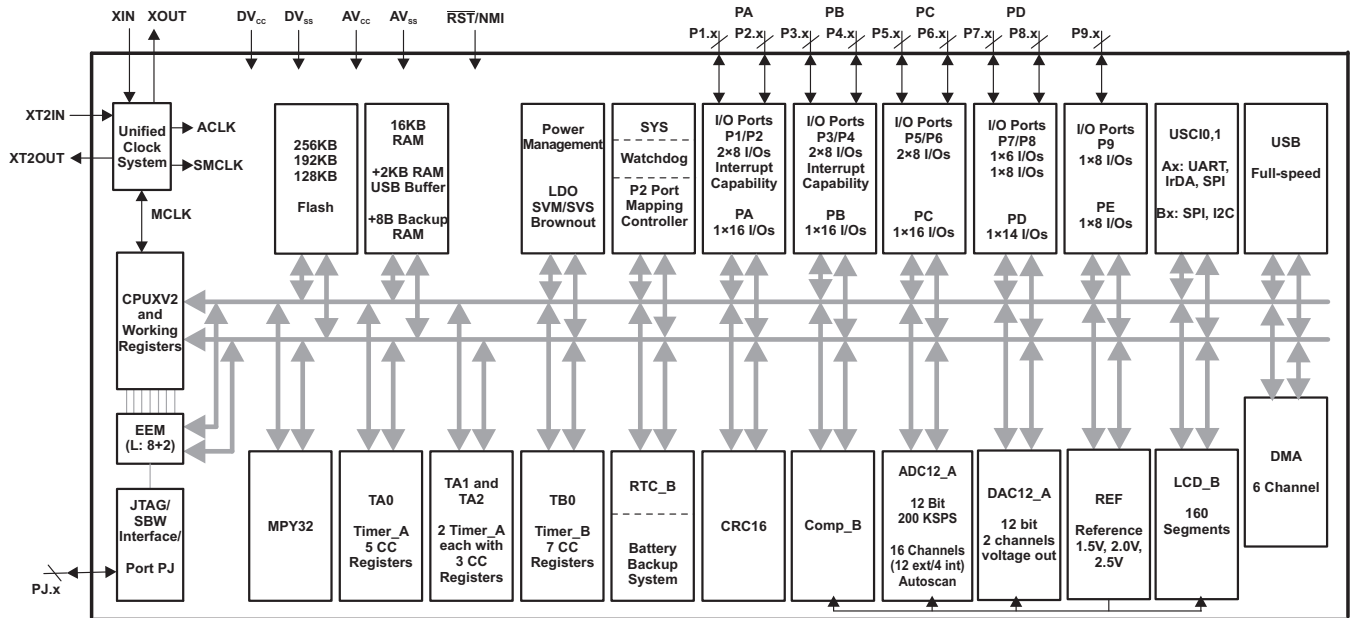 XIN XOUT DVCC DVSS AVCC AVSS RST/NMI PA PB PC PD
P1.x P2.x P3.x P4.x P5.x P6.x P7.x P8.x P9.x
XT2IN
XT2OUT
Unified
Clock
System
ACLK
SMCLK
MCLK
256KB
192KB
128KB
Flash
16KB
RAM
+2KB RAM
USB Buffer
+8B Backup
RAM
Power
Management
LDO
SVM/SVS
Brownout
SYS
Watchdog
P2 Port
Mapping
Controller
I/O Ports
P1/P2
2×8 I/Os
Interrupt
Capability
PA
1×16 I/Os
I/O Ports
P3/P4
2×8 I/Os
Interrupt
Capability
PB
1×16 I/Os
I/O Ports
P5/P6
2×8 I/Os
PC
1×16 I/Os
I/O Ports
P7/P8
1×6 I/Os
1×8 I/Os
PD
1×14 I/Os
I/O Ports
P9
1×8 I/Os
PE
1×8 I/Os
USCI0,1
Ax: UART,
IrDA, SPI
Bx: SPI, I2C
USB
Full-speed
CPUXV2
and
Working
Registers
EEM
(L: 8+2)
JTAG/
SBW
Interface/
Port PJ
PJ.x
MPY32
TA0
Timer_A
5 CC
Registers
TA1 and
TA2
2 Timer_A
each with
3 CC
Registers
TB0
Timer_B
7 CC
Registers
RTC_B
Battery
Backup
System
CRC16
Comp_B
ADC12_A
12 Bit
200 KSPS
16 Channels
(12 ext/4 int)
Autoscan
DAC12_A
12 bit
2 channels
voltage out
REF
Reference
1.5V, 2.0V,
2.5V
LCD_B
160
Segments
DMA
6 Channel